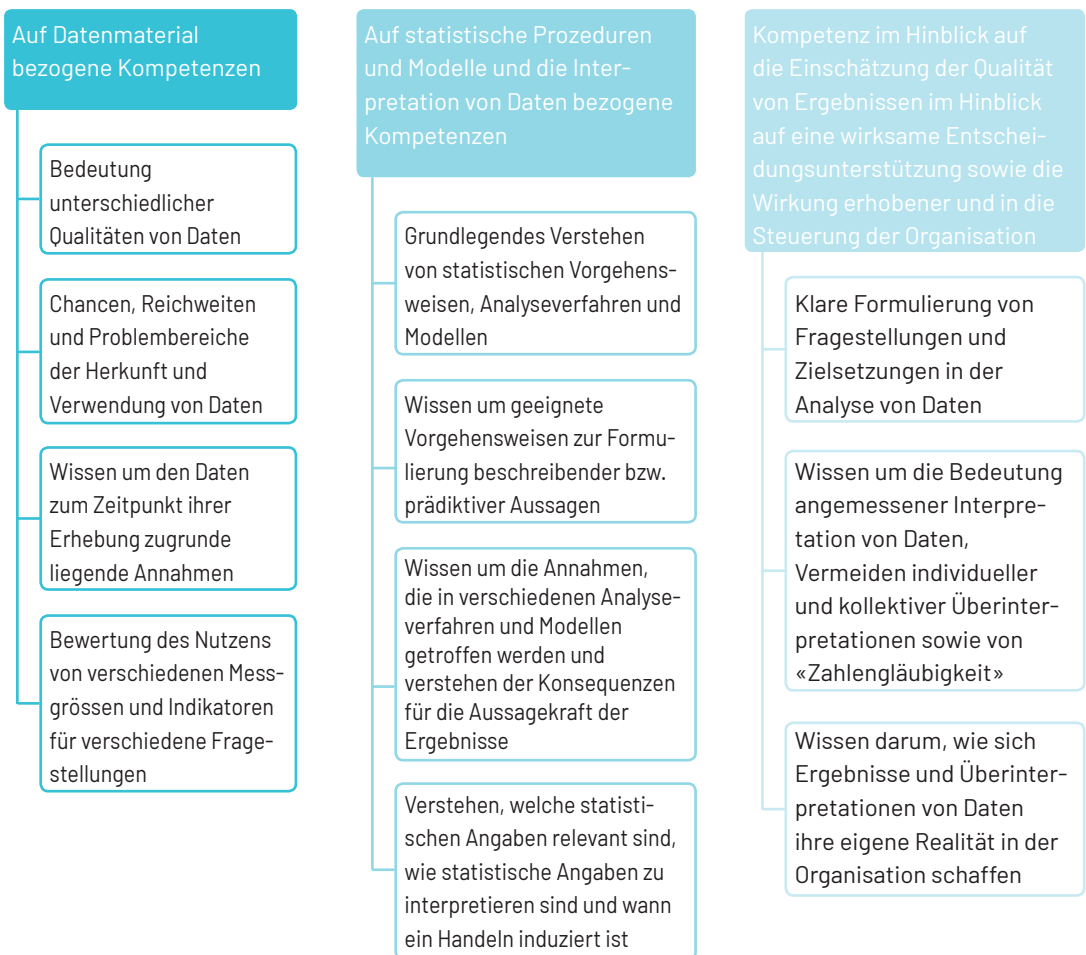 Auf Datenmaterial
bezogene Kompetenzen
Bedeutung
unterschiedlicher
Qualitäten von Daten
Chancen, Reichweiten
und Problembereiche
der Herkunft und
Verwendung von Daten
Wissen um den Daten
zum Zeitpunkt ihrer
Erhebung zugrunde
liegende Annahmen
Bewertung des Nutzens
von verschiedenen Mess-
grössen und Indikatoren
für verschiedene Frage-
stellungen
Auf statistische Prozeduren
und Modelle und die Inter-
pretation von Daten bezogene
Kompetenzen
Grundlegendes Verstehen
von statistischen Vorgehens-
weisen, Analyseverfahren und
Modellen
Wissen um geeignete
Vorgehensweisen zur Formu-
lierung beschreibender bzw.
prädiktiver Aussagen
Wissen um die Annahmen,
die in verschiedenen Analyse-
verfahren und Modellen
getroffen werden und
verstehen der Konsequenzen
für die Aussagekraft der
Ergebnisse
Verstehen, welche statisti-
schen Angaben relevant sind,
wie statistische Angaben zu
interpretieren sind und wann
ein Handeln induziert ist
Kompetenz im Hinblick auf
die Einschätzung der Qualität
von Ergebnissen im Hinblick
auf eine wirksame Entschei-
dungsunterstützung sowie die
Wirkung erhobener und in die
Steuerung der Organisation
Klare Formulierung von
Fragestellungen und
Zielsetzungen in der
Analyse von Daten
Wissen um die Bedeutung
angemessener Interpre-
tation von Daten,
Vermeiden individueller
und kollektiver Überinter-
pretationen sowie von
«Zahlengläubigkeit»
Wissen darum, wie sich
Ergebnisse und Überinter-
pretationen von Daten
ihre eigene Realität in der
Organisation schaffen